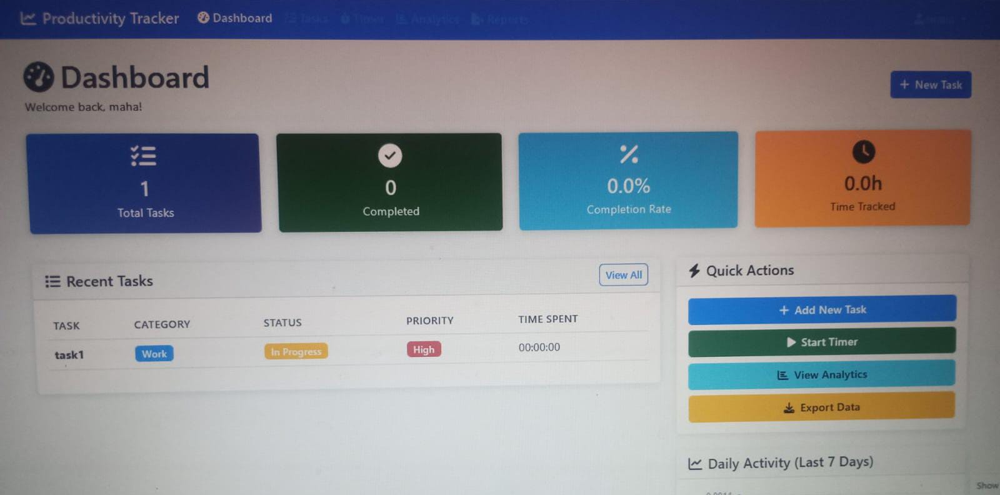 Productivity Tracker Dashboard Tasks Timer Analytics Reports
Dashboard
Welcome back, maha!
+ New Task
1
Total Tasks
0
Completed
0.0%
Completion Rate
0.0h
Time Tracked
Recent Tasks
View All
TASK CATEGORY STATUS PRIORITY TIME SPENT
task1 Work In Progress High 00:00:00
Quick Actions
+ Add New Task
Start Timer
View Analytics
Export Data
Daily Activity (Last 7 Days)
Show